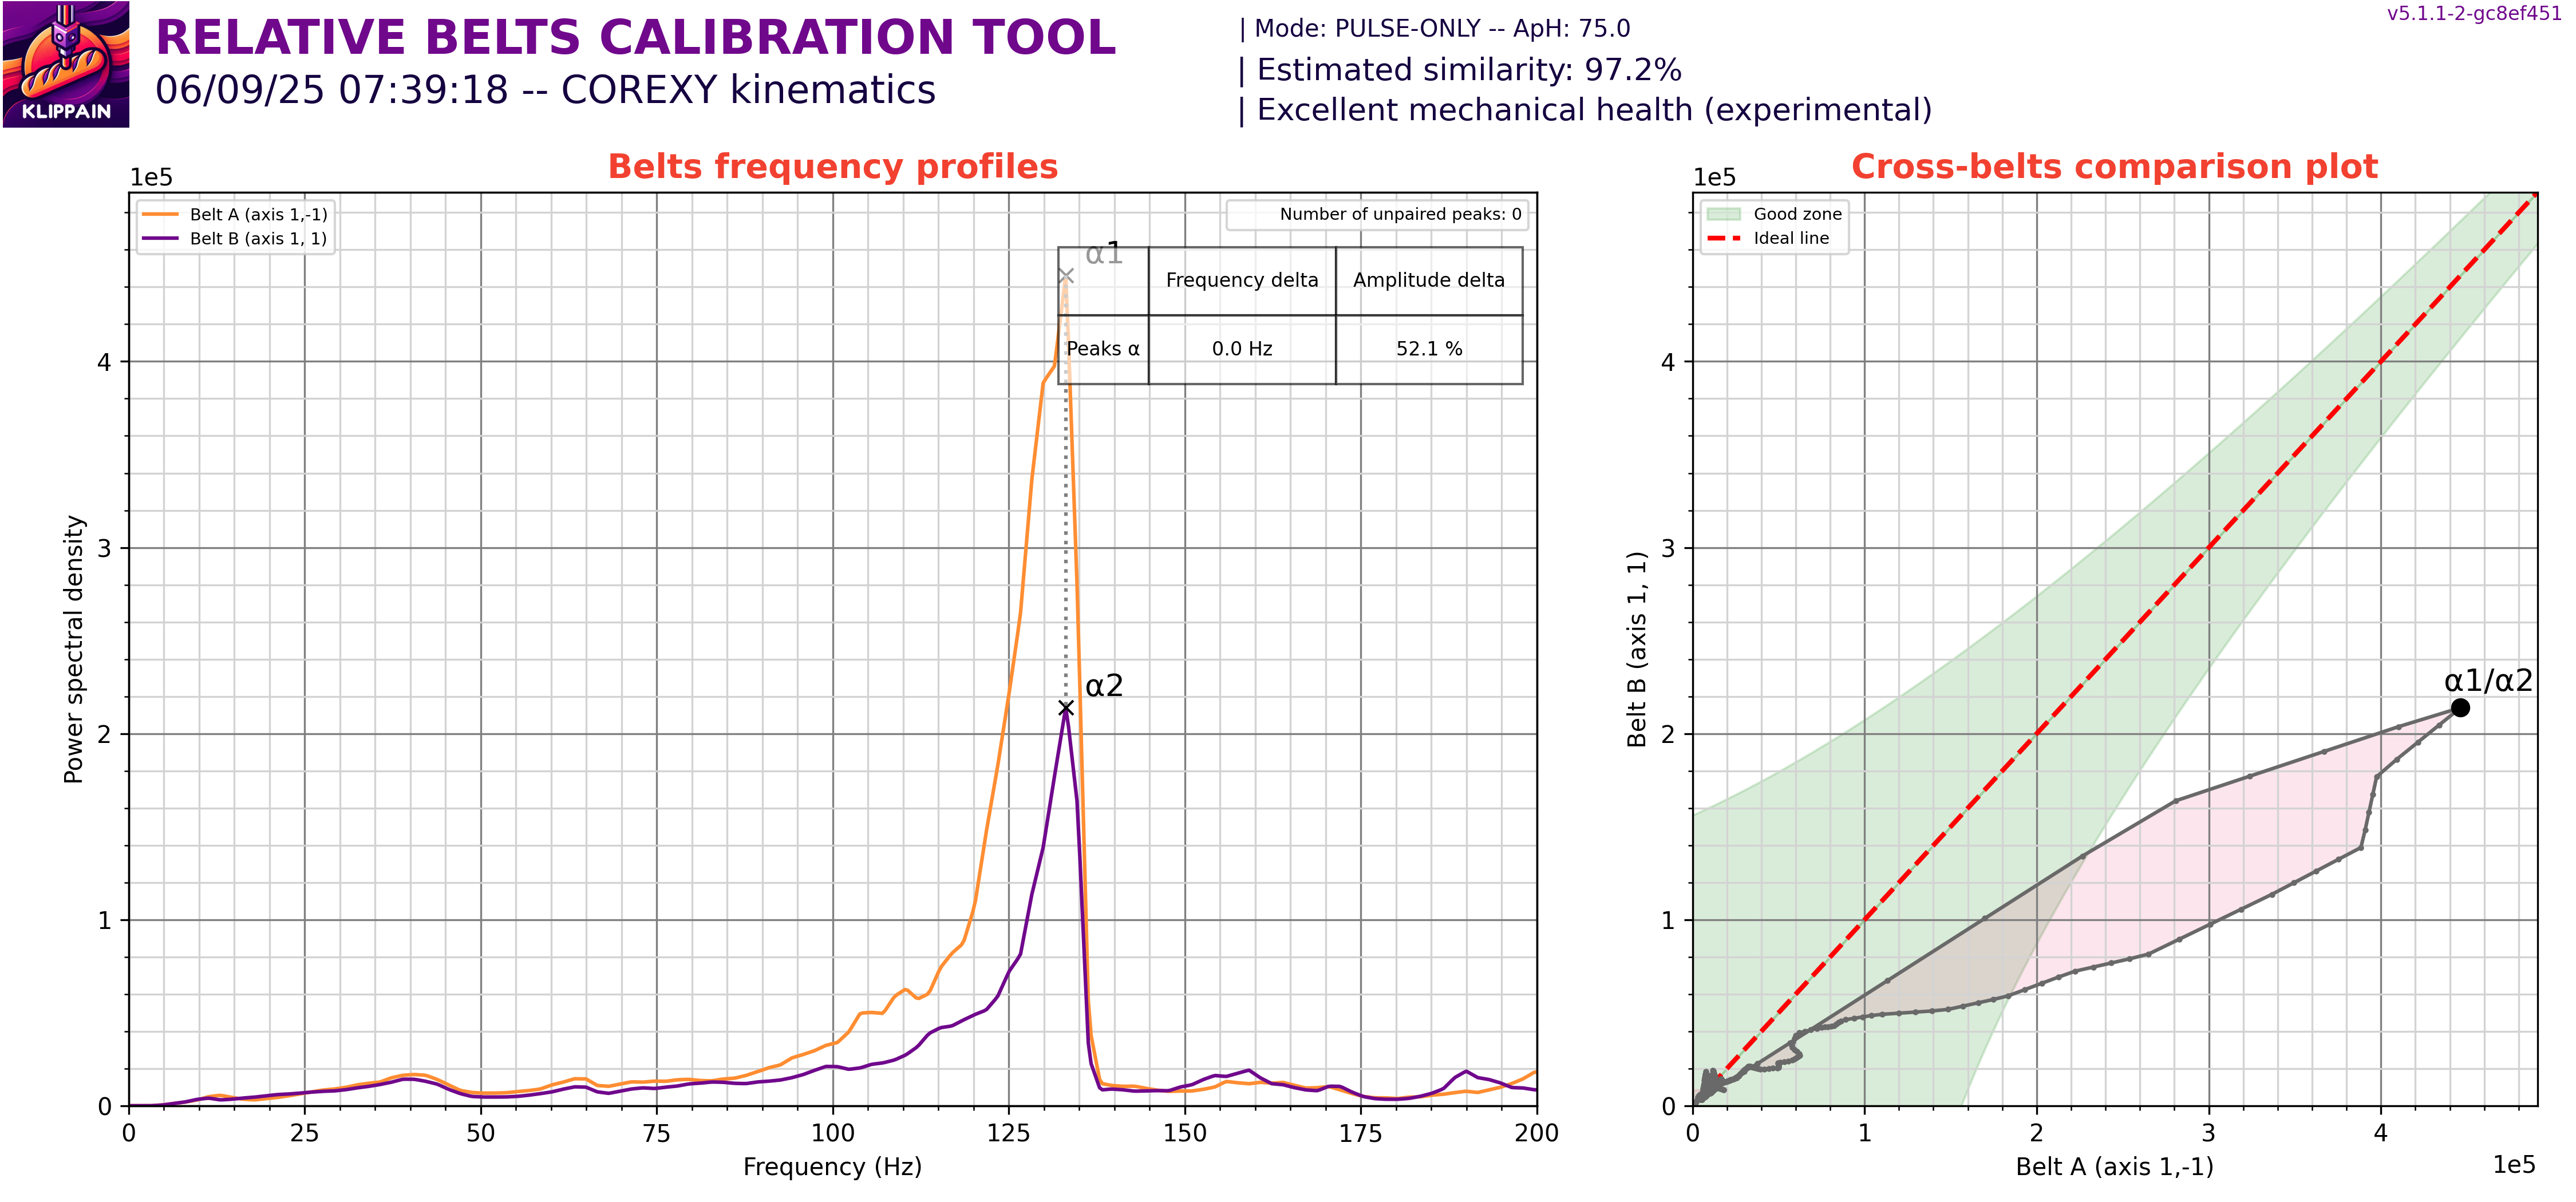 KLIPPAIN
RELATIVE BELTS CALIBRATION TOOL
06/09/25 07:39:18 -- COREXY kinematics
| Mode: PULSE-ONLY -- ApH: 75.0
| Estimated similarity: 97.2%
| Excellent mechanical health (experimental)
v5.1.1-2-gc8ef451
Belts frequency profiles
1e5
Belt A (axis 1,-1)
Belt B (axis 1, 1)
Number of unpaired peaks: 0
α1
Frequency delta Amplitude delta
Peaks α 0.0 Hz 52.1 %
α2
4
3
2
1
0
Power spectral density
0 25 50 75 100 125 150 175 200
Frequency (Hz)
Cross-belts comparison plot
1e5
Good zone
Ideal line
α1/α2
4
3
2
1
0
Belt B (axis 1, 1)
0 1 2 3 4
Belt A (axis 1,-1)
1e5